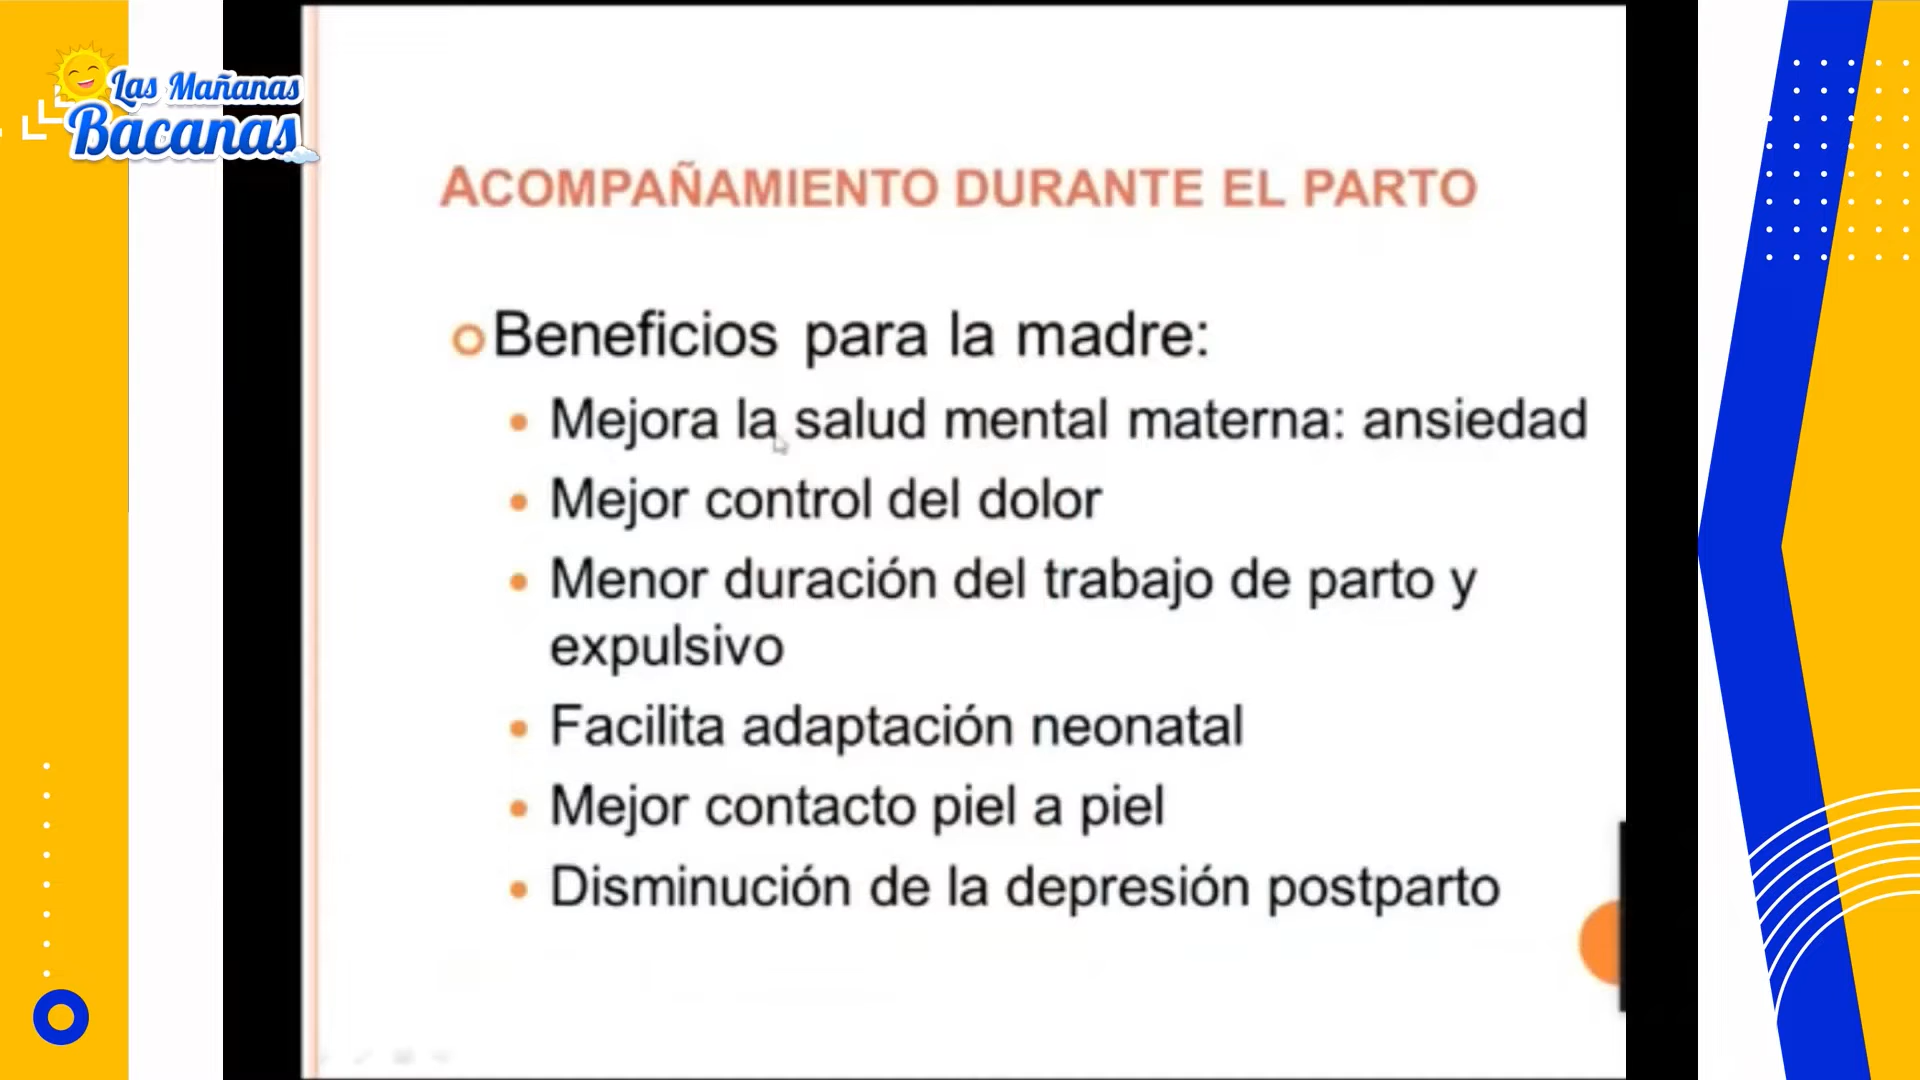 Las Mañanas
Bacanas
ACOMPAÑAMIENTO DURANTE EL PARTO
Beneficios para la madre:
Mejora la salud mental materna: ansiedad
Mejor control del dolor
Menor duración del trabajo de parto y
expulsivo
Facilita adaptación neonatal
Mejor contacto piel a piel
Disminución de la depresión postparto